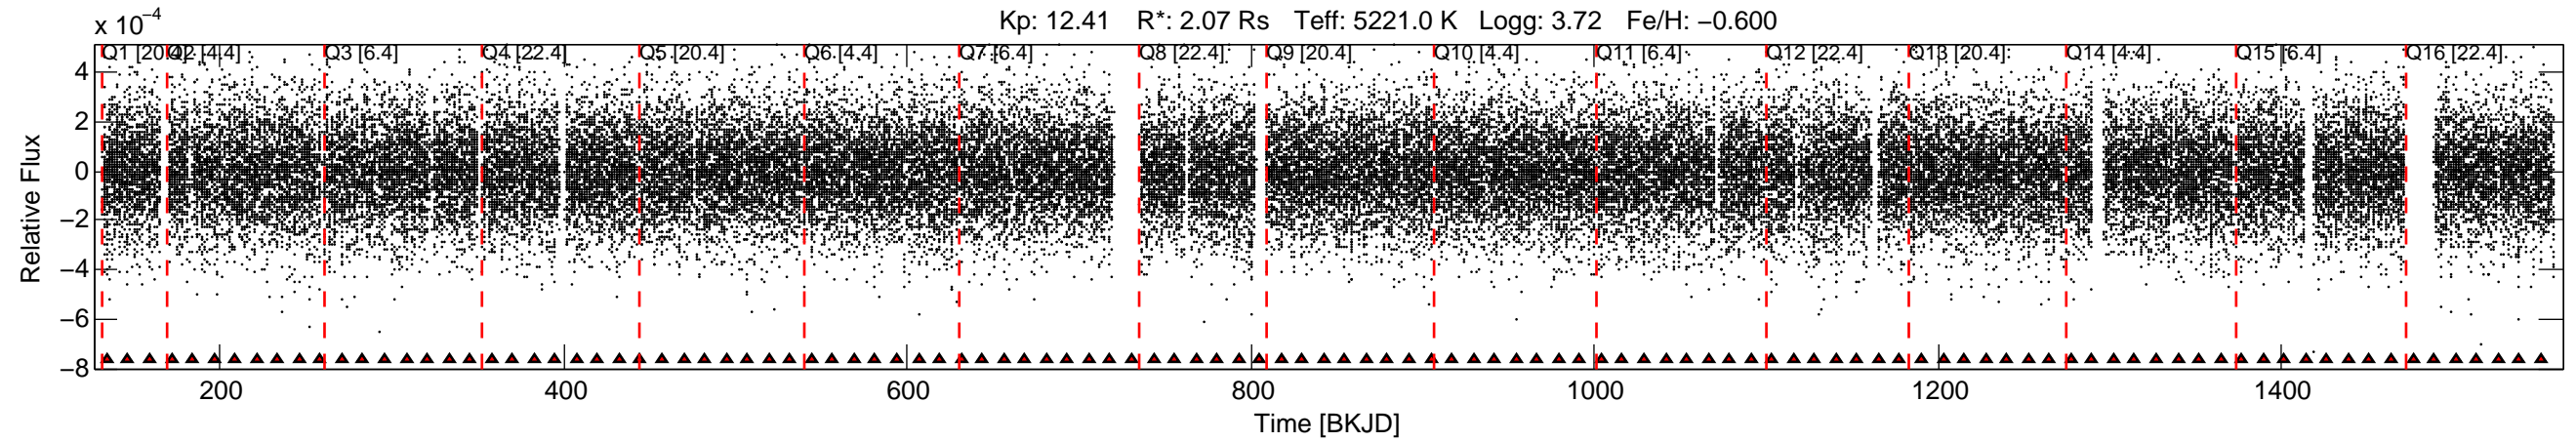 Kp: 12.41 R*: 2.07 Rs Teff: 5221.0 K Logg: 3.72 Fe/H: −0.600
x 10−4
Q1 [20.4] Q2 [4.4] Q3 [6.4] Q4 [22.4] Q5 [20.4] Q6 [4.4] Q7 [6.4] Q8 [22.4] Q9 [20.4] Q10 [4.4] Q11 [6.4] Q12 [22.4] Q13 [20.4] Q14 [4.4] Q15 [6.4] Q16 [22.4]
4
2
0
−2
−4
−6
−8
Relative Flux
200 400 600 800 1000 1200 1400
Time [BKJD]